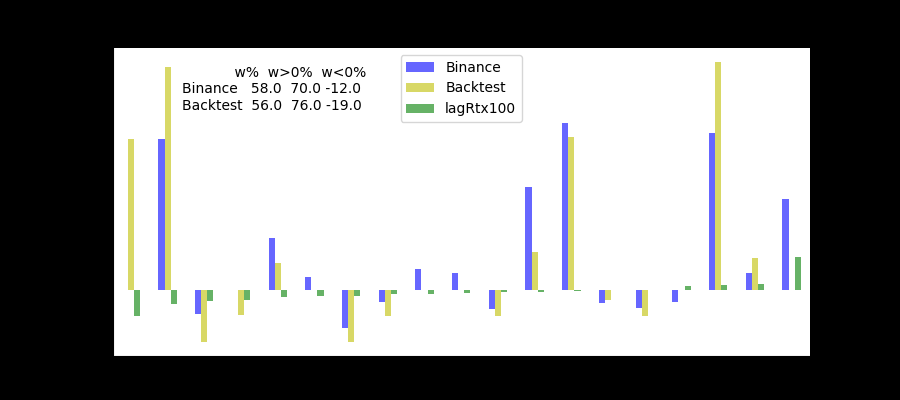 w% w>0% w<0%
Binance 58.0 70.0 -12.0
Backtest 56.0 76.0 -19.0
Binance
Backtest
lagRtx100